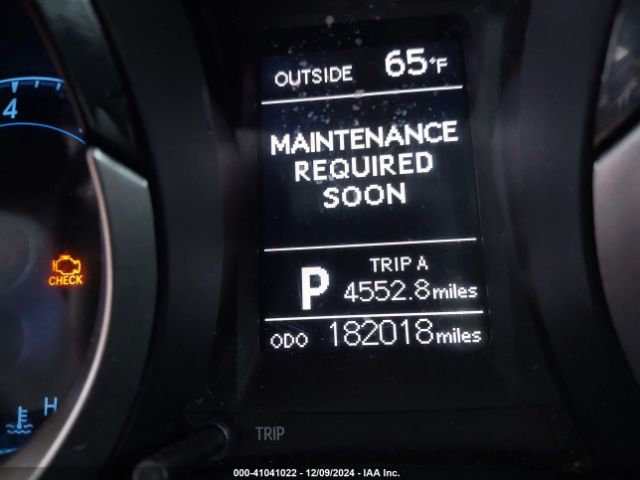 OUTSIDE 65°F
4
MAINTENANCE
REQUIRED
SOON
CHECK
TRIP A
P 4552.8 miles
ODO 182018 miles
H
TRIP
000-41041022 - 12/09/2024 - IAA Inc.